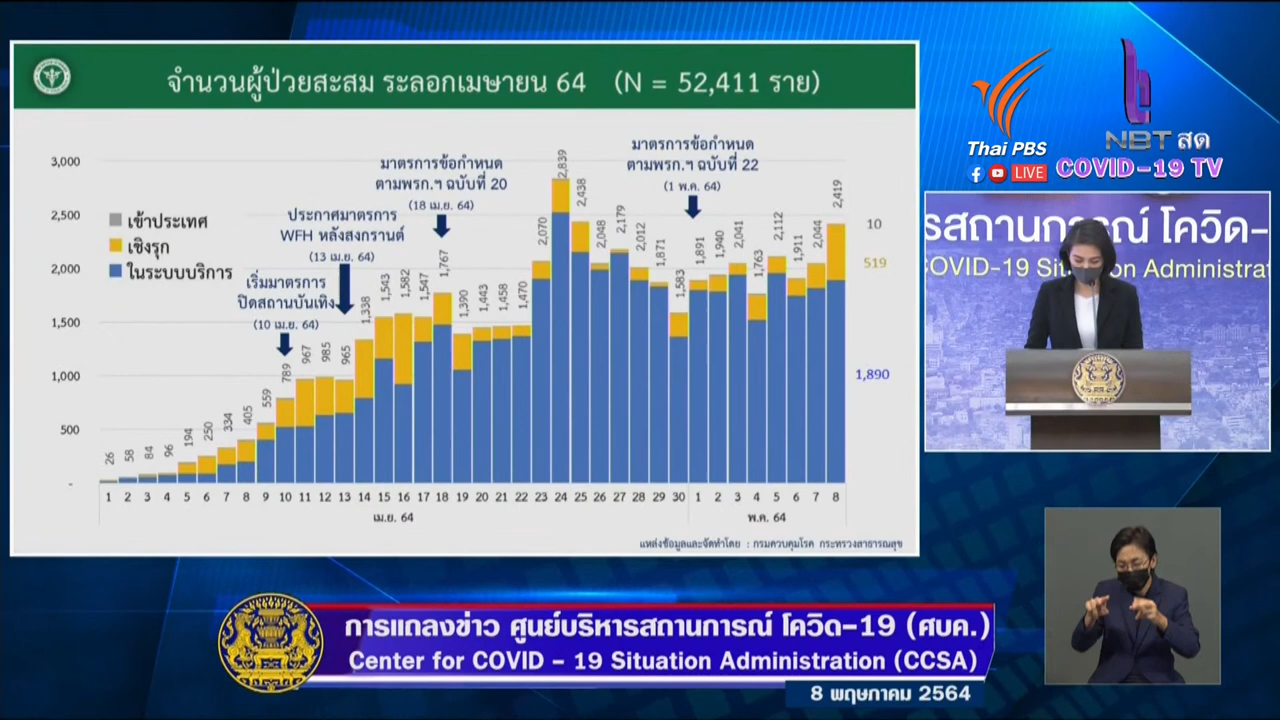 จำนวนผู้ป่วยสะสม ระลอกเมษายน 64 (N = 52,411 ราย)
3,000
2,500
2,000
1,500
1,000
500
-
เข้าประเทศ
เชิงรุก
ในระบบบริการ
เริ่มมาตรการ
ปิดสถานบันเทิง
(10 เม.ย. 64)
ประกาศมาตรการ
WFH หลังสงกรานต์
(13 เม.ย. 64)
มาตรการข้อกำหนด
ตามพรก.ฯ ฉบับที่ 20
(18 เม.ย. 64)
มาตรการข้อกำหนด
ตามพรก.ฯ ฉบับที่ 22
(1 พ.ค. 64)
26 58 84 96 194 250 334 405 559 789 967 985 965 1,338 1,543 1,582 1,547 1,767 1,390 1,443 1,458 1,470 2,070 2,839 2,438 2,048 2,179 2,012 1,871 1,583 1,891 1,940 2,041 1,763 2,112 1,911 2,044 2,419
10
519
1,890
1 2 3 4 5 6 7 8 9 10 11 12 13 14 15 16 17 18 19 20 21 22 23 24 25 26 27 28 29 30 1 2 3 4 5 6 7 8
เม.ย. 64 พ.ค. 64
แหล่งข้อมูลและจัดทำโดย : กรมควบคุมโรค กระทรวงสาธารณสุข
Thai PBS
LIVE
NBT สด
COVID-19 TV
รสถานการณ์ โควิด-
COVID-19 Situation Administrat
การแถลงข่าว ศูนย์บริหารสถานการณ์ โควิด-19 (ศบค.)
Center for COVID - 19 Situation Administration (CCSA)
8 พฤษภาคม 2564